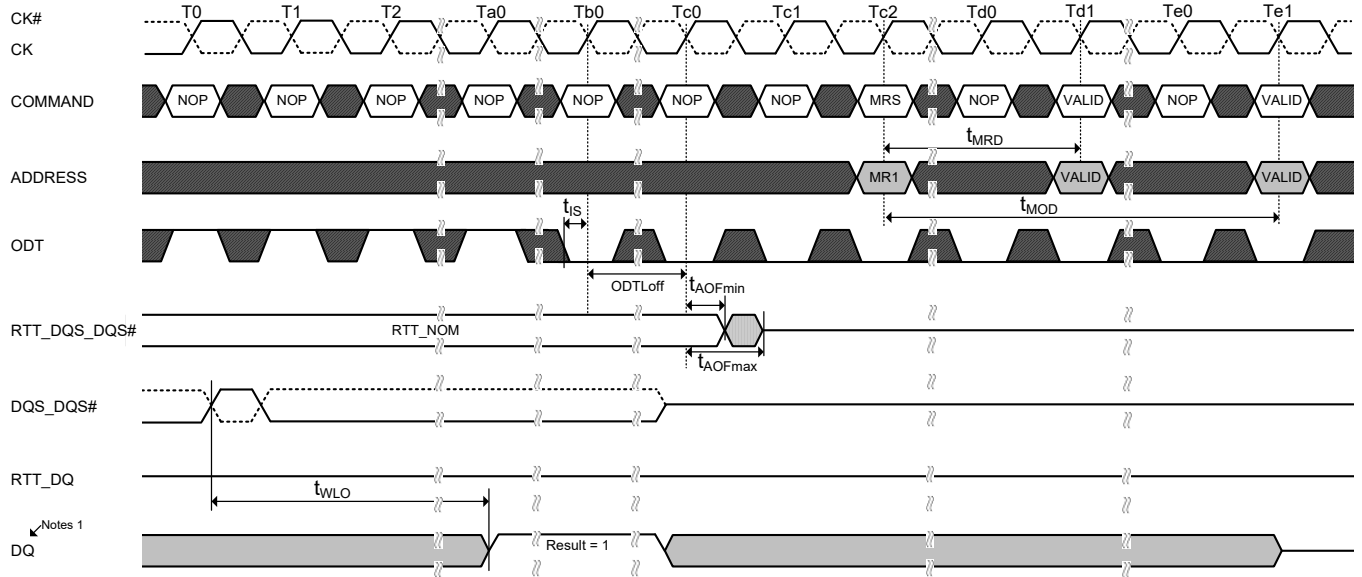 CK# T0 T1 T2 Ta0 Tb0 Tc0 Tc1 Tc2 Td0 Td1 Te0 Te1
CK
COMMAND NOP NOP NOP NOP NOP NOP NOP MRS NOP VALID NOP VALID
tMRD
ADDRESS MR1 VALID VALID
tIS tMOD
ODT
ODTLoff tAOFmin
RTT_DQS_DQS# RTT_NOM
tAOFmax
DQS_DQS#
RTT_DQ
tWLO
Notes 1
DQ Result = 1